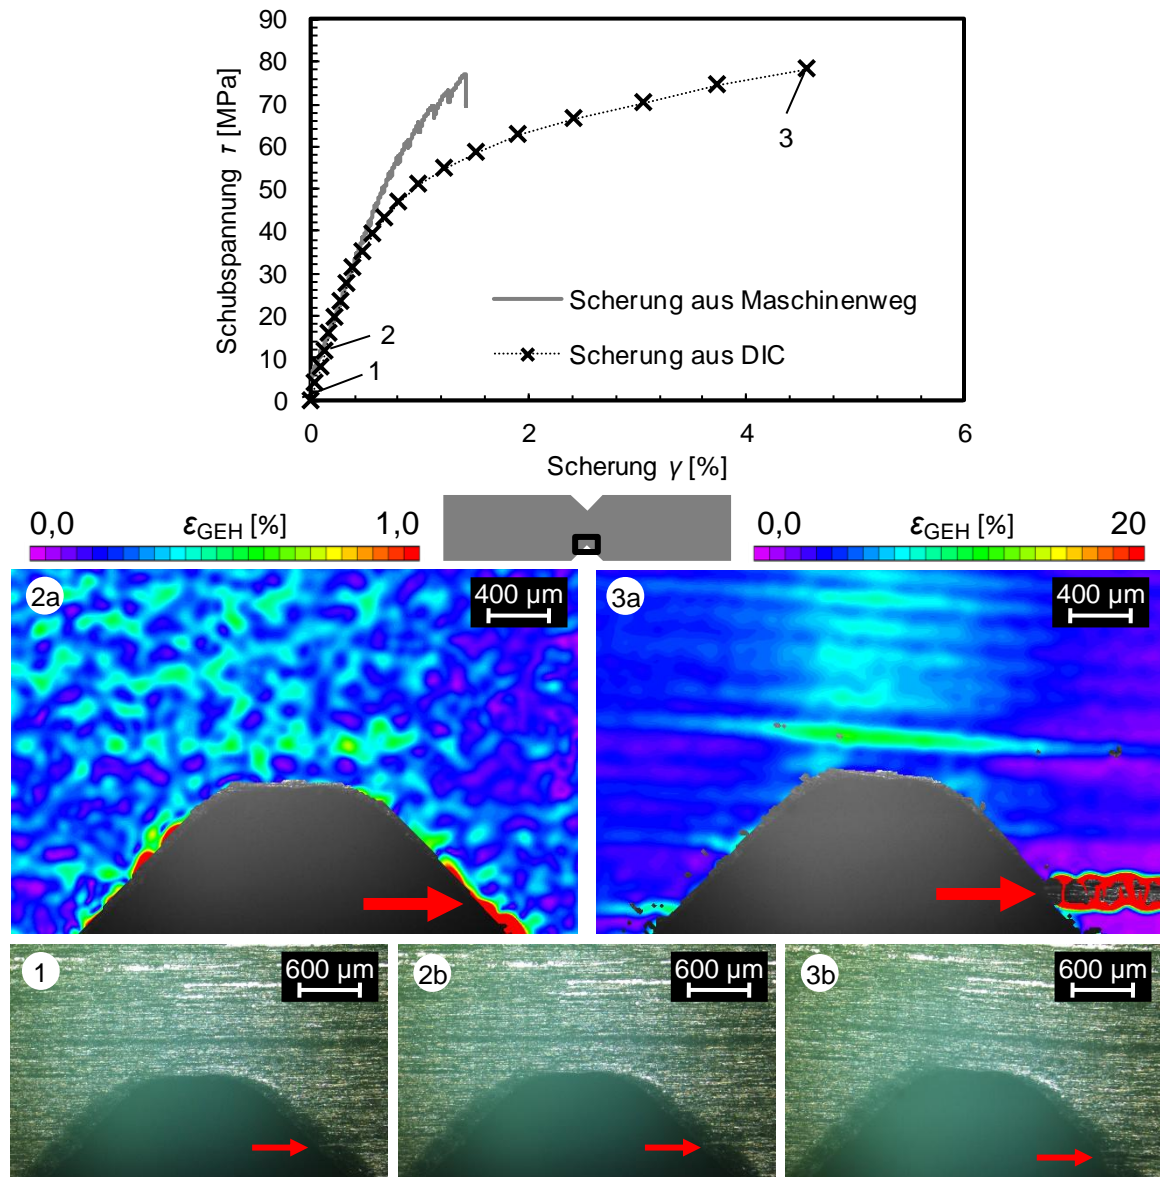 90
80
70
60
50
40
30
20
10
0
Schubspannung τ [MPa]
3
2
1
Scherung aus Maschinenweg
Scherung aus DIC
0 2 4 6
Scherung γ [%]
0,0 εGEH [%] 1,0
0,0 εGEH [%] 20
2a
400 µm
3a
400 µm
1
600 µm
2b
600 µm
3b
600 µm